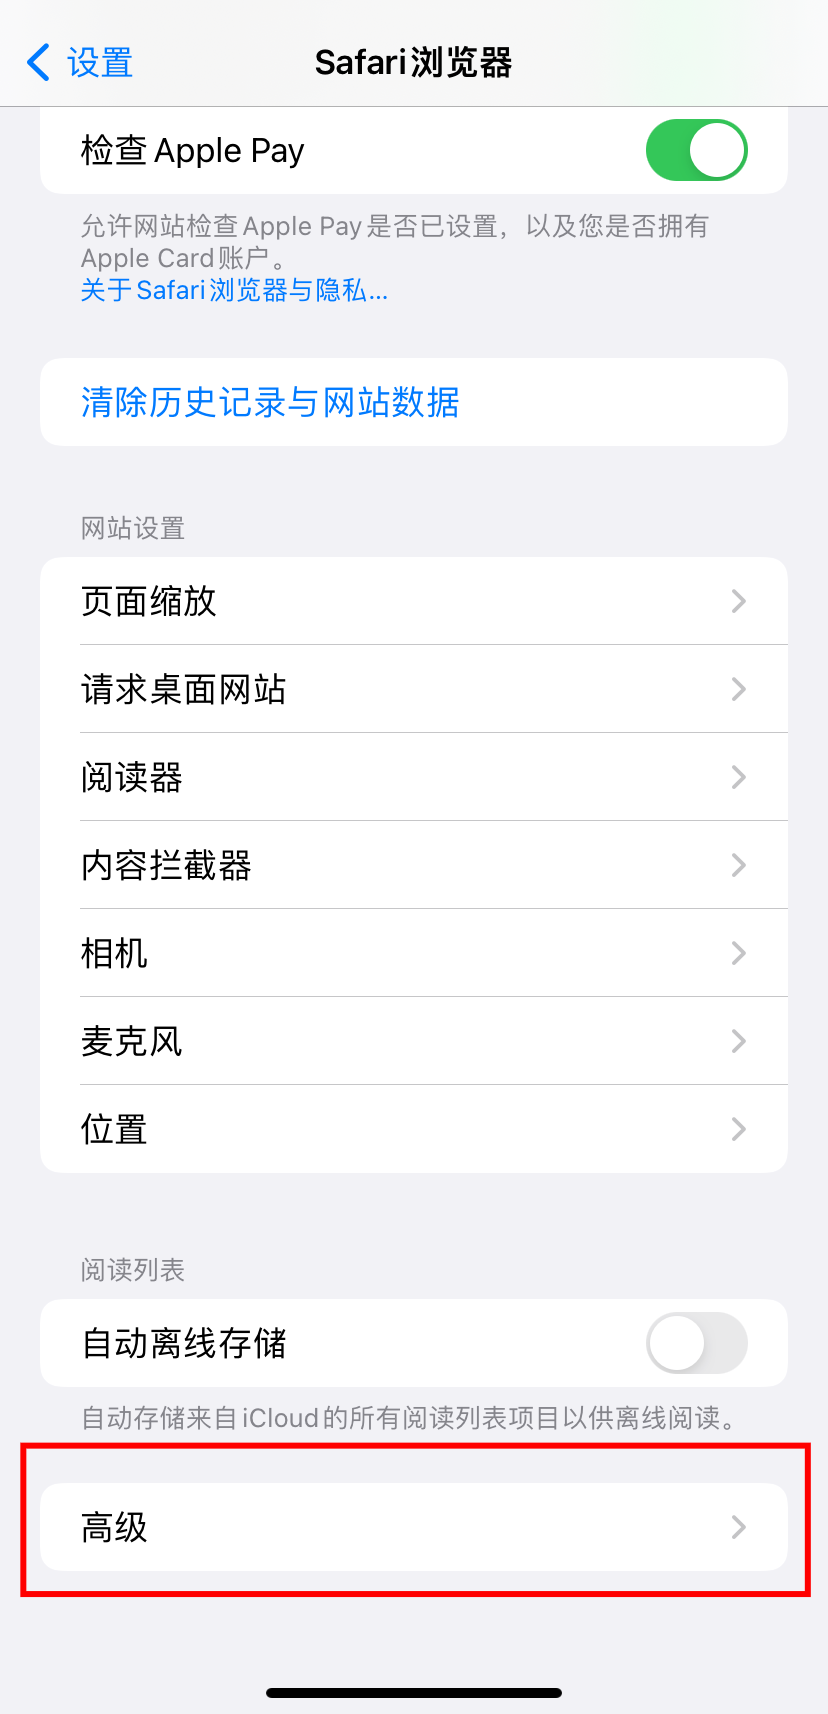 设置
Safari浏览器
检查Apple Pay
允许网站检查Apple Pay是否已设置，以及您是否拥有
Apple Card账户。
关于Safari浏览器与隐私...
清除历史记录与网站数据
网站设置
页面缩放
请求桌面网站
阅读器
内容拦截器
相机
麦克风
位置
阅读列表
自动离线存储
自动存储来自iCloud的所有阅读列表项目以供离线阅读。
高级